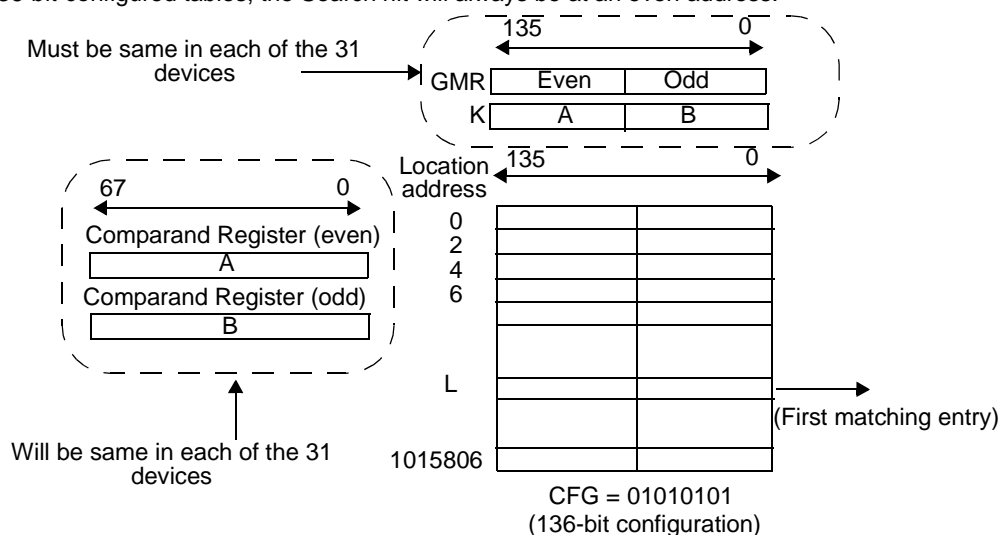 136-bit-configured tables, the Search hit will always be at an even address.
135 0
Must be same in each of the 31
devices
GMR Even Odd
K A B
Location
address
135 0
67 0
Comparand Register (even)
A
Comparand Register (odd)
B
0
2
4
6
L
(First matching entry)
Will be same in each of the 31
devices
1015806
CFG = 01010101
(136-bit configuration)